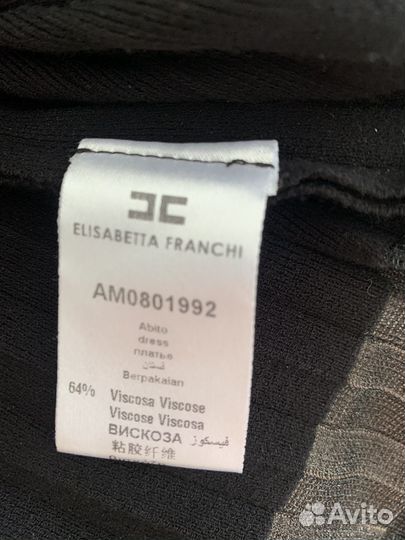 ELISABETTA FRANCHI
AM0801992
Abito
dress
платье
فستان
Berpakaian
64% Viscosa Viscose
Viscose Viscosa
ВИСКОЗА فيسكوز
粘胶纤维
Avito